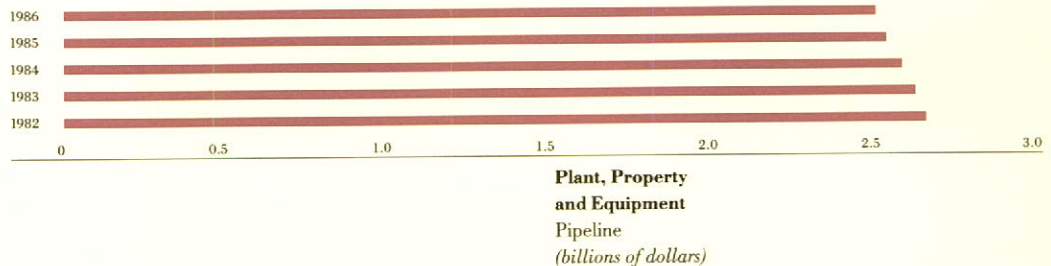 1986
1985
1984
1983
1982
0 0.5 1.0 1.5 2.0 2.5 3.0
Plant, Property
and Equipment
Pipeline
(billions of dollars)